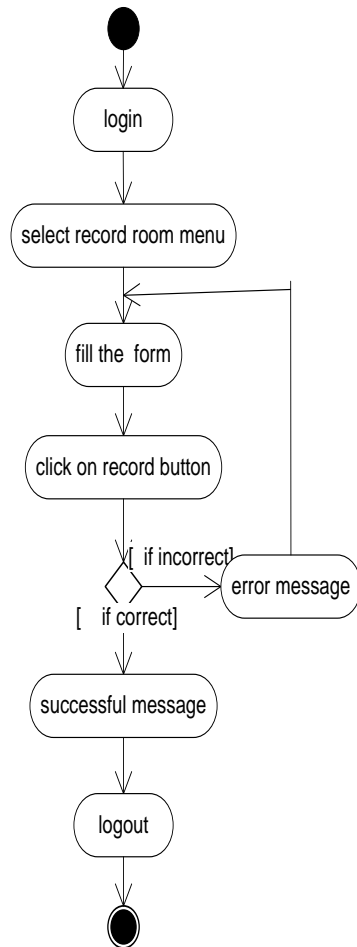 login
select record room menu
fill the form
click on record button
[ if incorrect]
error message
[ if correct]
successful message
logout